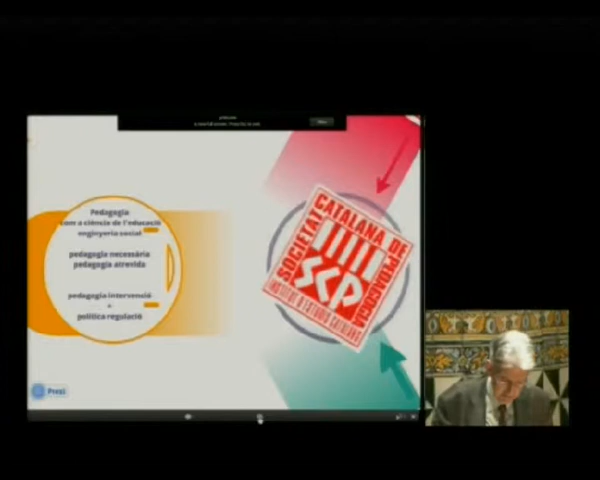 Pedagogia
com a ciència de l'educació
enginyeria social
pedagogia necessària
pedagogia atrevida
pedagogia intervenció
+
política regulació
SOCIETAT
CATALANA
DE
PEDAGOGIA
SCP
INSTITUT D'ESTUDIS CATALANS
Prezi